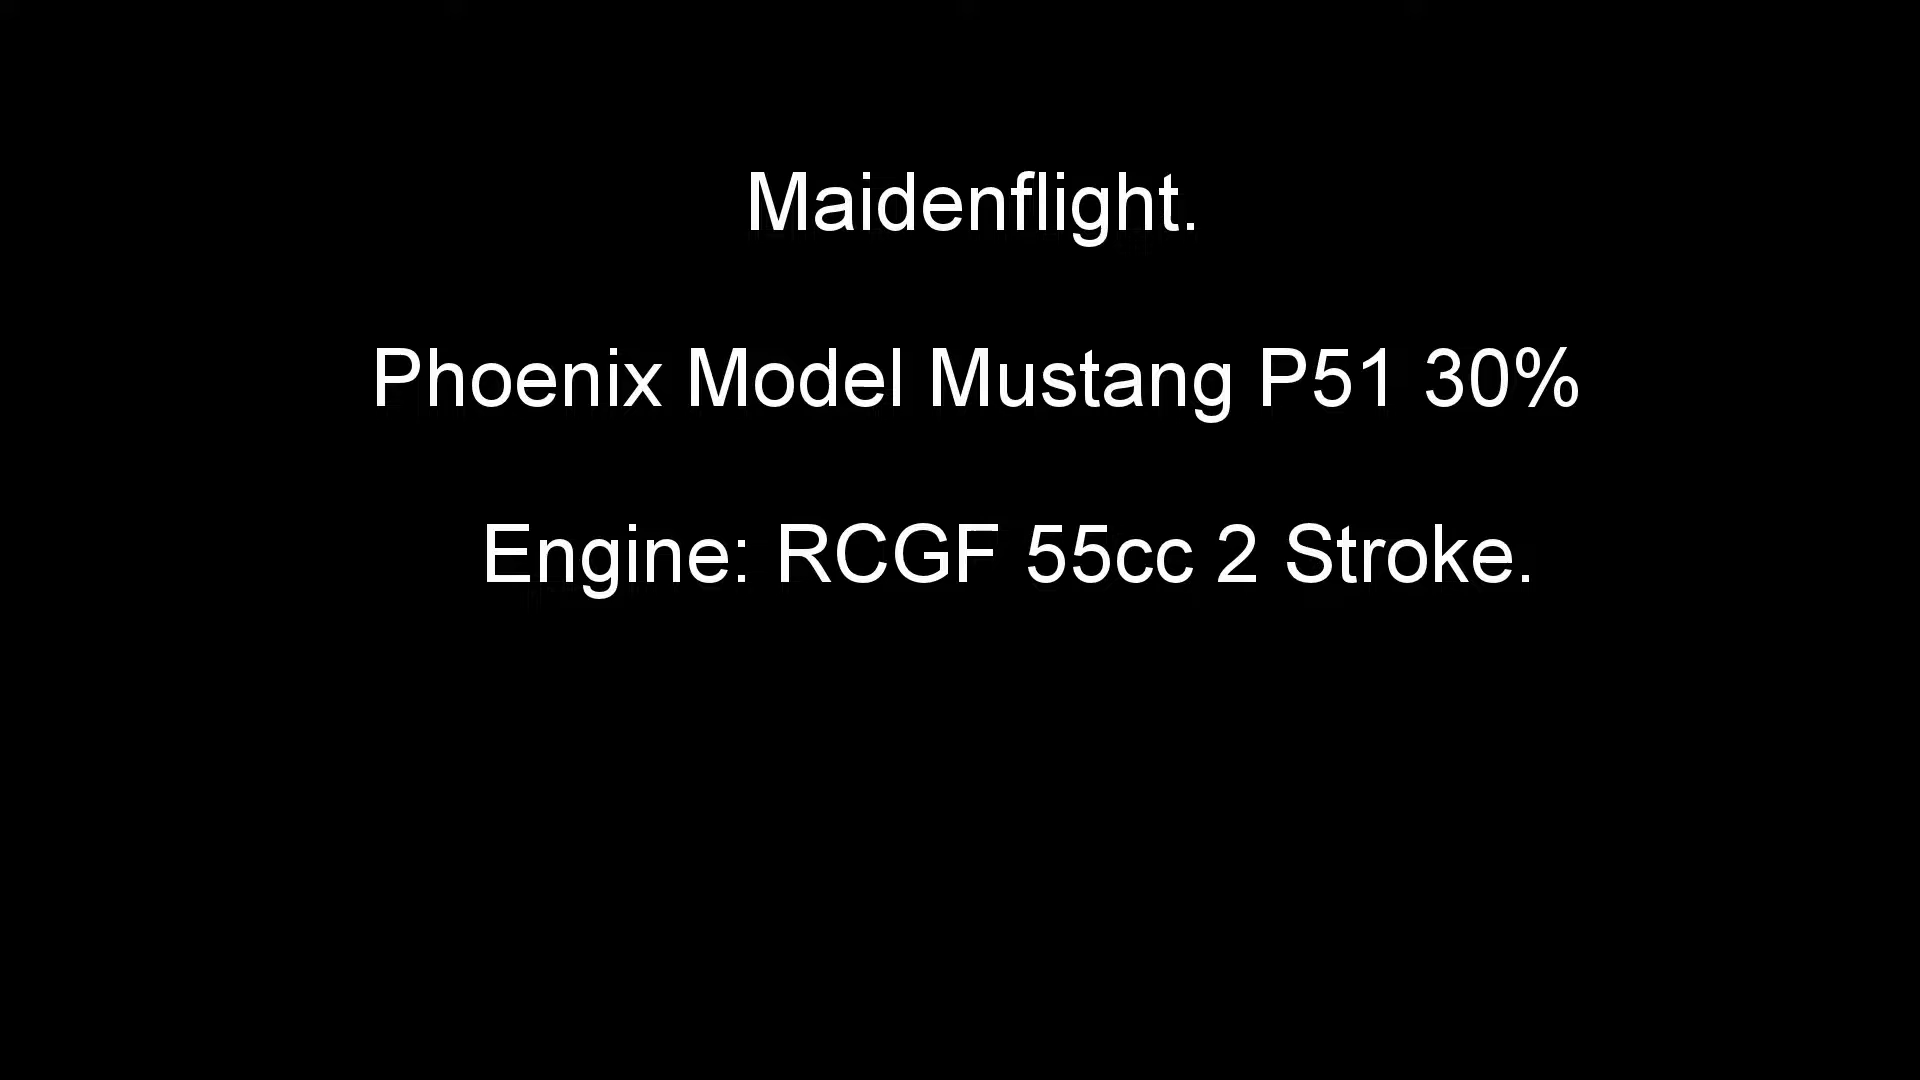 Maidenflight.
Phoenix Model Mustang P51 30%
Engine: RCGF 55cc 2 Stroke.